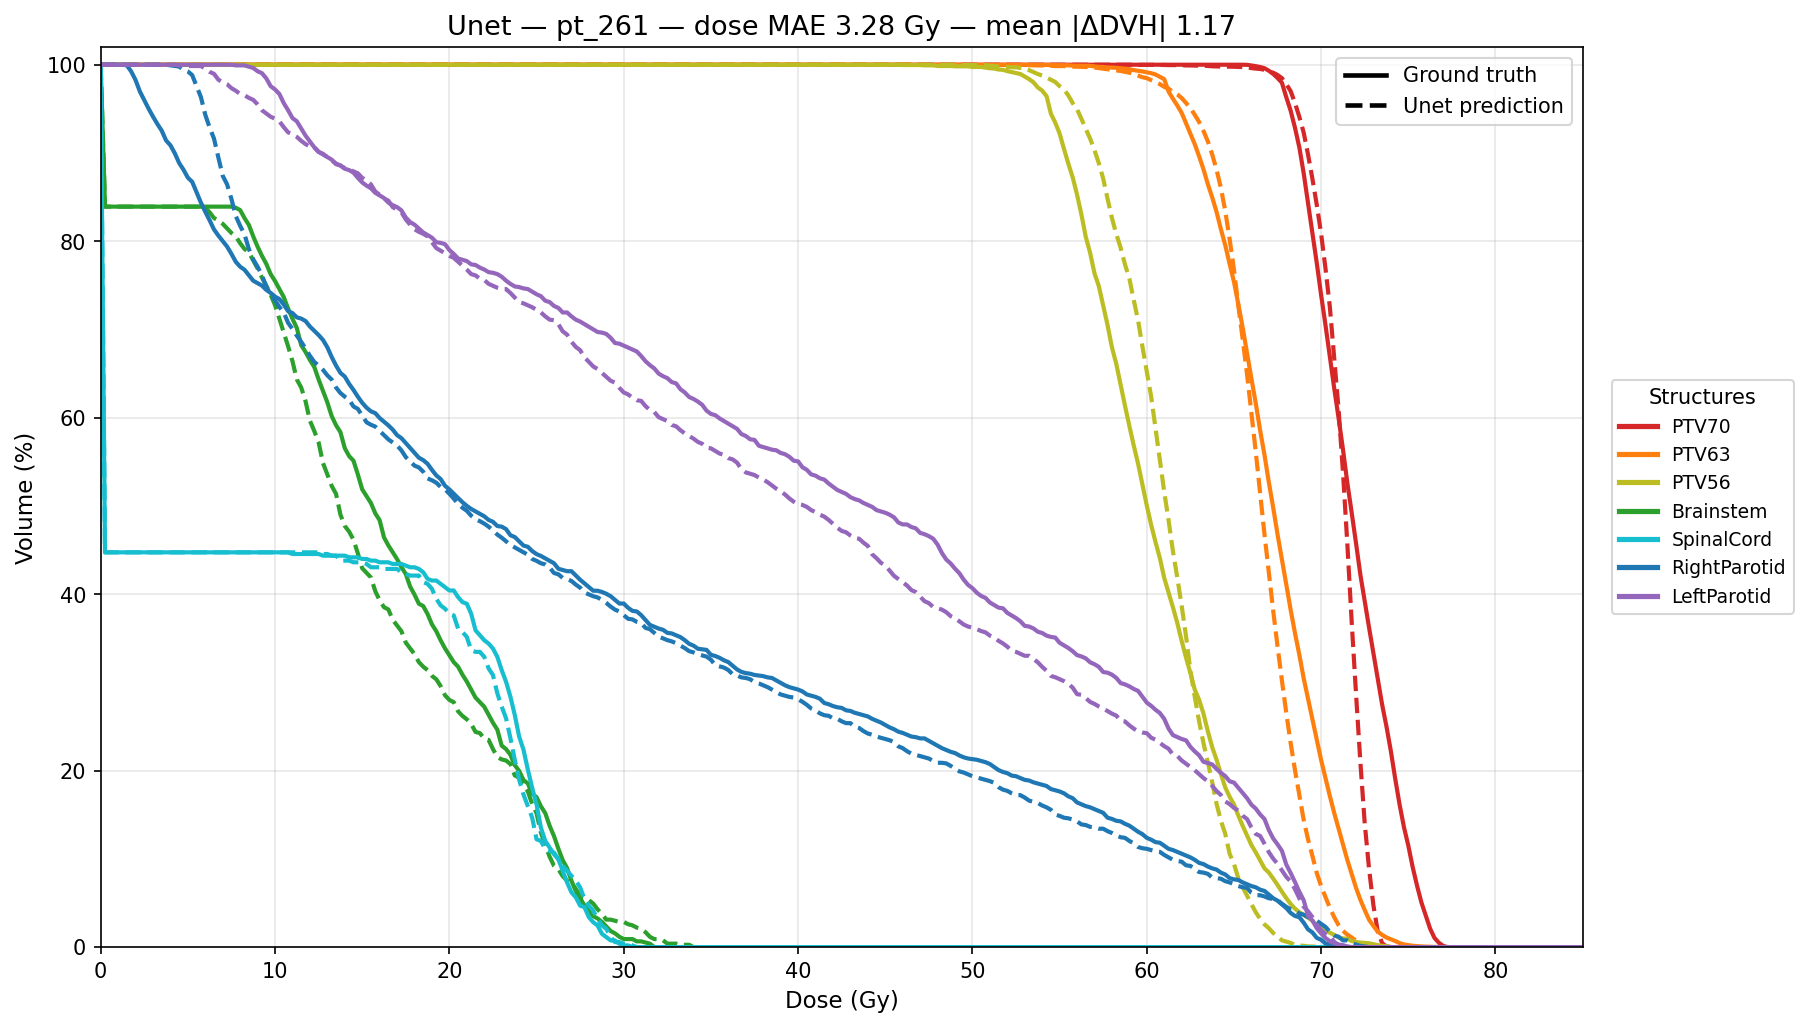 Unet — pt_261 — dose MAE 3.28 Gy — mean |ΔDVH| 1.17
Ground truth
Unet prediction
Volume (%)
100
80
60
40
20
0
0 10 20 30 40 50 60 70 80
Dose (Gy)
Structures
PTV70
PTV63
PTV56
Brainstem
SpinalCord
RightParotid
LeftParotid